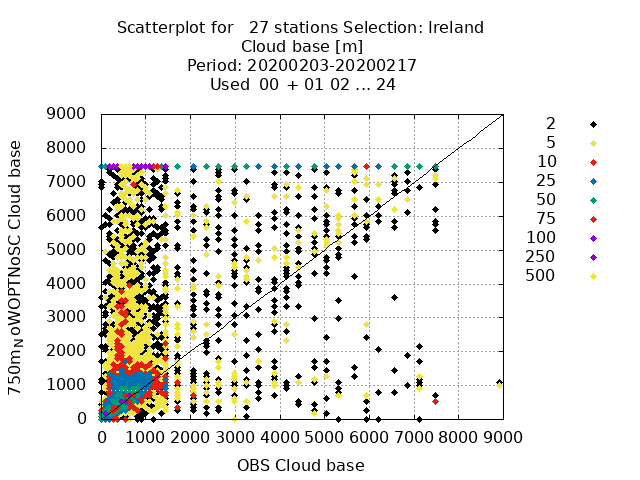 Scatterplot for 27 stations Selection: Ireland
Cloud base [m]
Period: 20200203-20200217
Used 00 + 01 02 ... 24
750m_NoWOPTNoSC Cloud base
9000
8000
7000
6000
5000
4000
3000
2000
1000
0
0 1000 2000 3000 4000 5000 6000 7000 8000 9000
OBS Cloud base
2
5
10
25
50
75
100
250
500